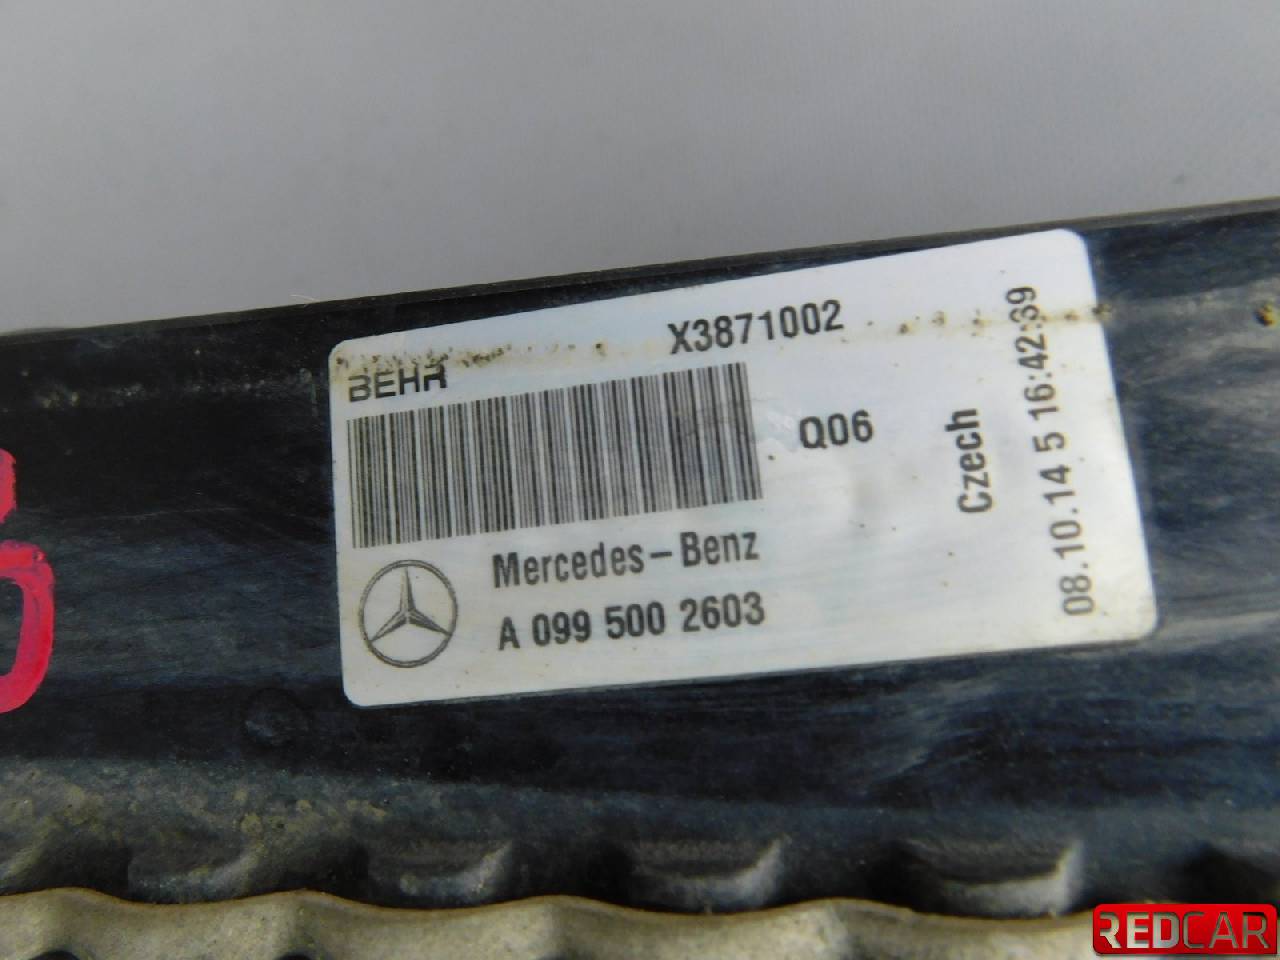 X3871002
BEHR
Q06
Mercedes-Benz
A 099 500 2603
Czech
08.10.14 5 16:42:39
REDCAR